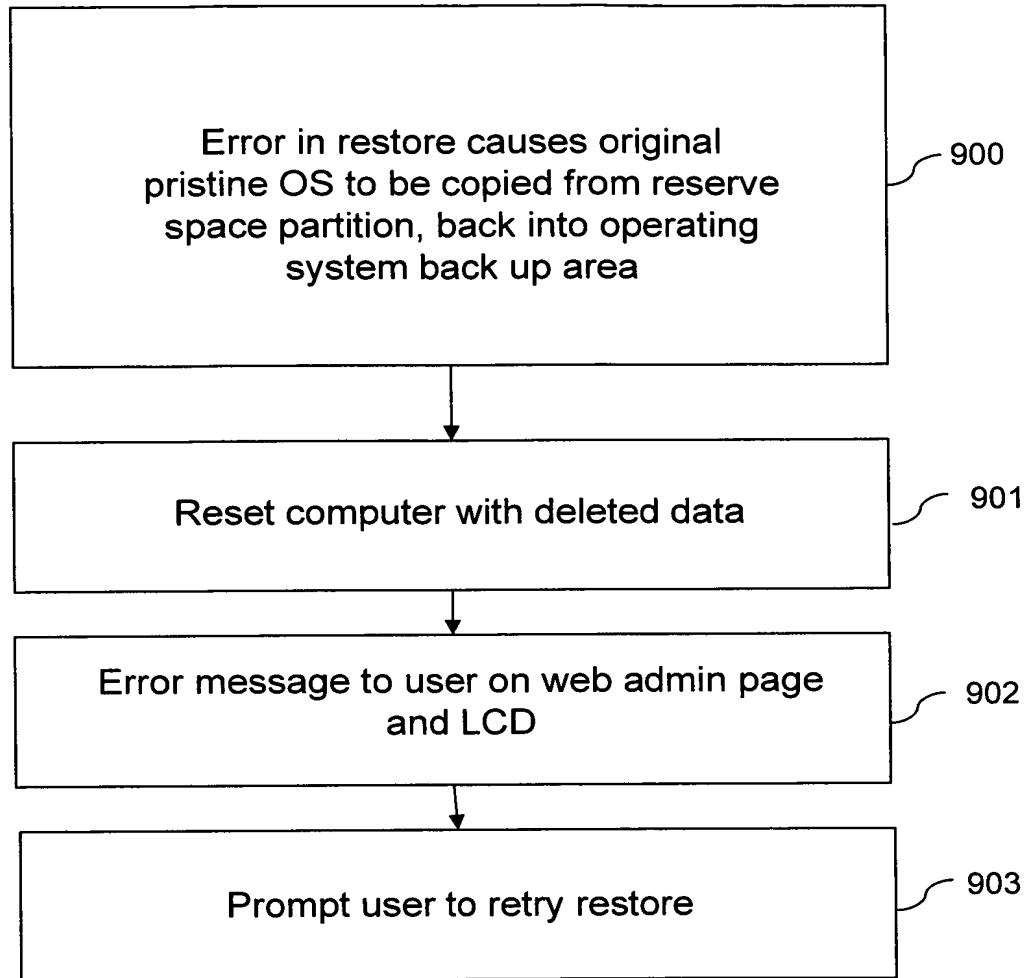 Error in restore causes original
pristine OS to be copied from reserve
space partition, back into operating
system back up area
900
Reset computer with deleted data
901
Error message to user on web admin page
and LCD
902
Prompt user to retry restore
903